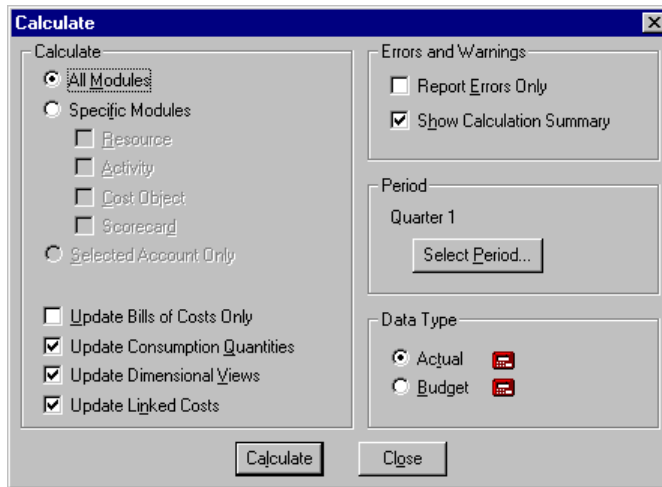 Calculate
Calculate
All Modules
Specific Modules
Resource
Activity
Cost Object
Scorecard
Selected Account Only
Update Bills of Costs Only
Update Consumption Quantities
Update Dimensional Views
Update Linked Costs
Errors and Warnings
Report Errors Only
Show Calculation Summary
Period
Quarter 1
Select Period...
Data Type
Actual
Budget
Calculate
Close